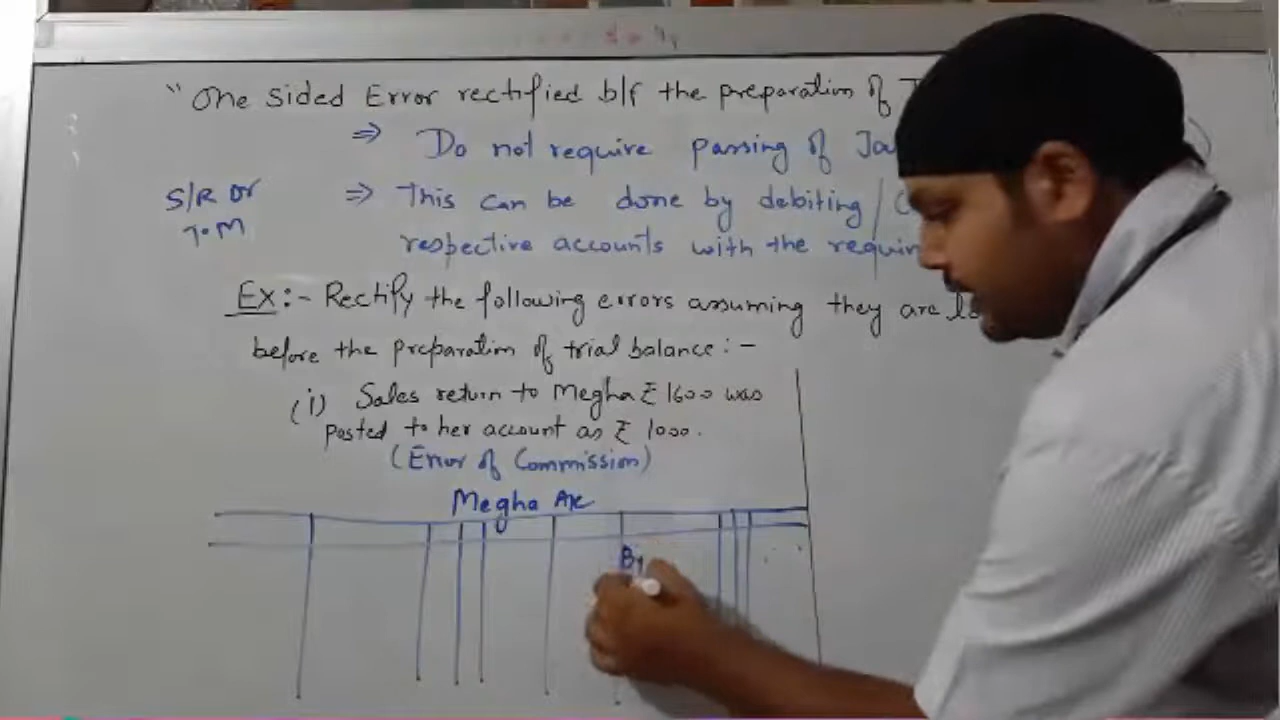 " One sided Error rectified b/f the preparation of T
⇒ Do not require passing of Jou
S/R or
T.O.M
⇒ This can be done by debiting / C
respective accounts with the requir
Ex:- Rectify the following errors assuming they are lo
before the preparation of trial balance:-
(i) Sales return to Megha ₹ 1600 was
posted to her account as ₹ 1000.
(Error of Commission)
Megha A/c
By